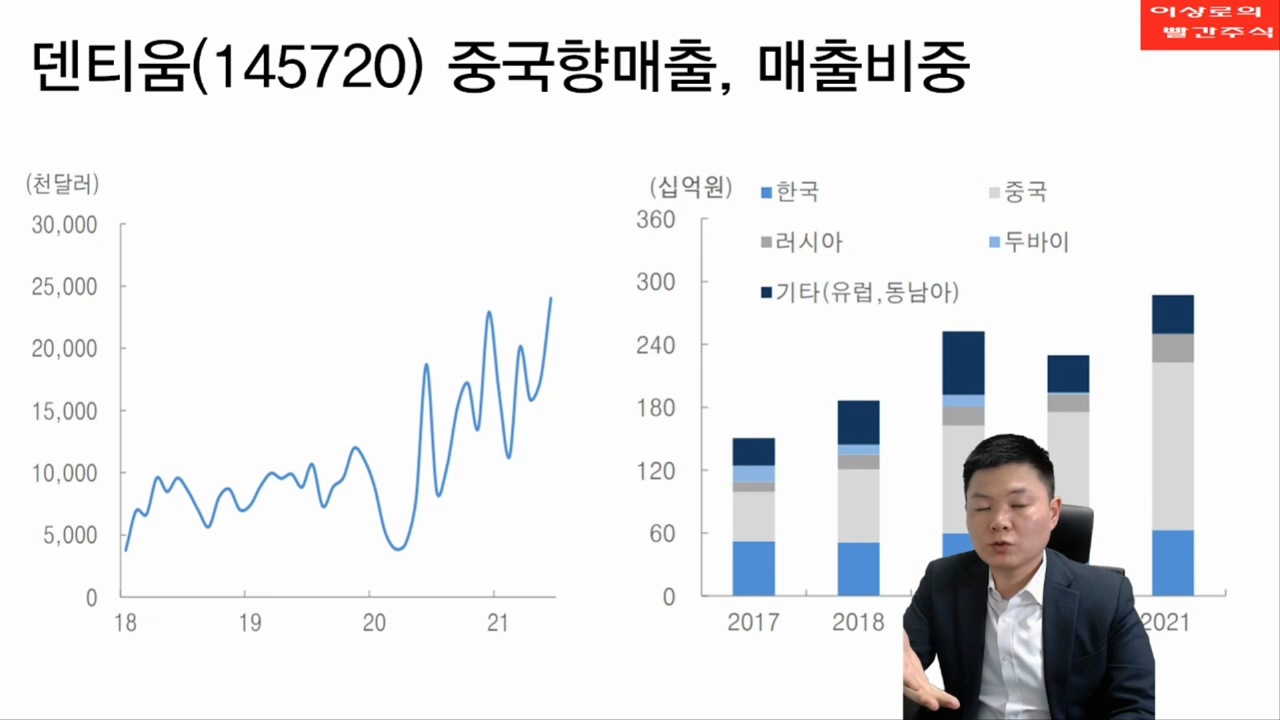 이상로의
빨간주식
덴티움(145720) 중국향매출, 매출비중
(천달러)
30,000
25,000
20,000
15,000
10,000
5,000
0
18 19 20 21
(십억원)
한국 중국
러시아 두바이
기타(유럽,동남아)
360
300
240
180
120
60
0
2017 2018 2021